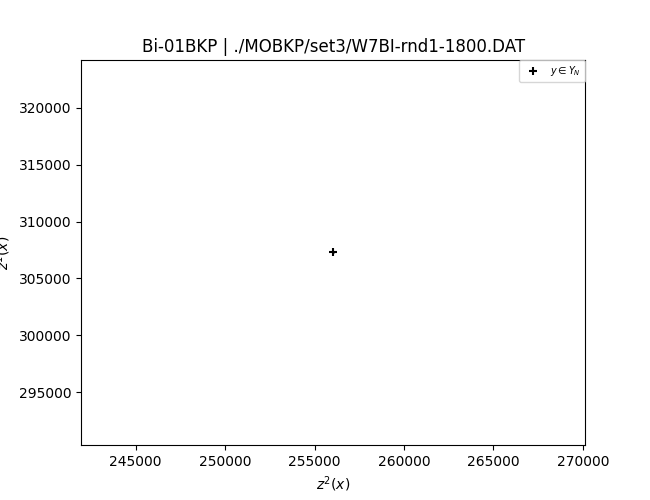 Bi-01BKP | ./MOBKP/set3/W7BI-rnd1-1800.DAT
y ∈ Y_N
320000
315000
310000
305000
300000
295000
z^1(x)
245000 250000 255000 260000 265000 270000
z^2(x)